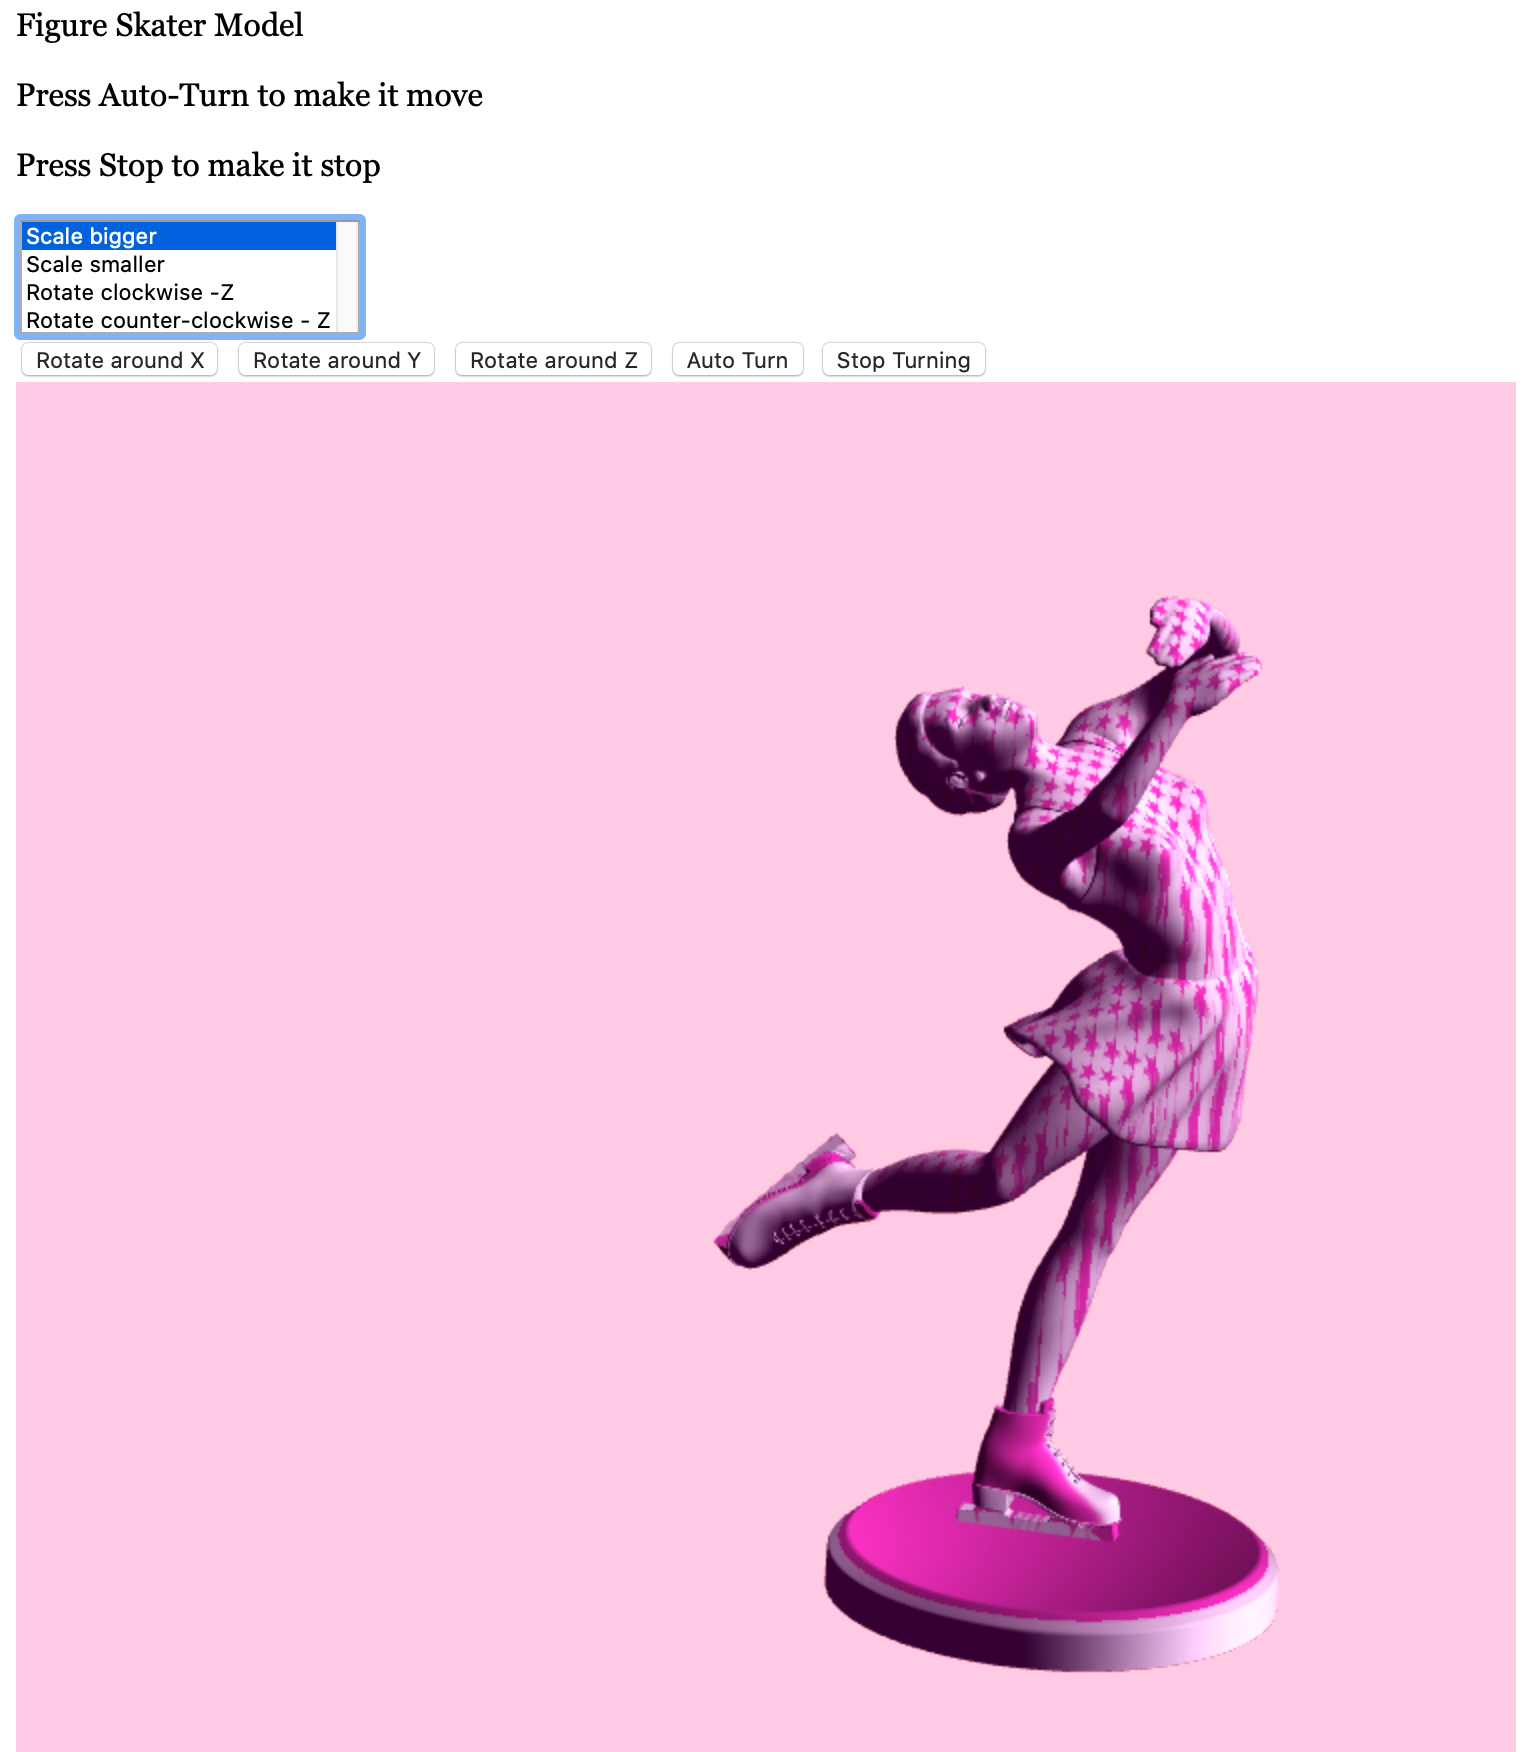 Figure Skater Model
Press Auto-Turn to make it move
Press Stop to make it stop
Scale bigger
Scale smaller
Rotate clockwise -Z
Rotate counter-clockwise - Z
Rotate around X Rotate around Y Rotate around Z Auto Turn Stop Turning